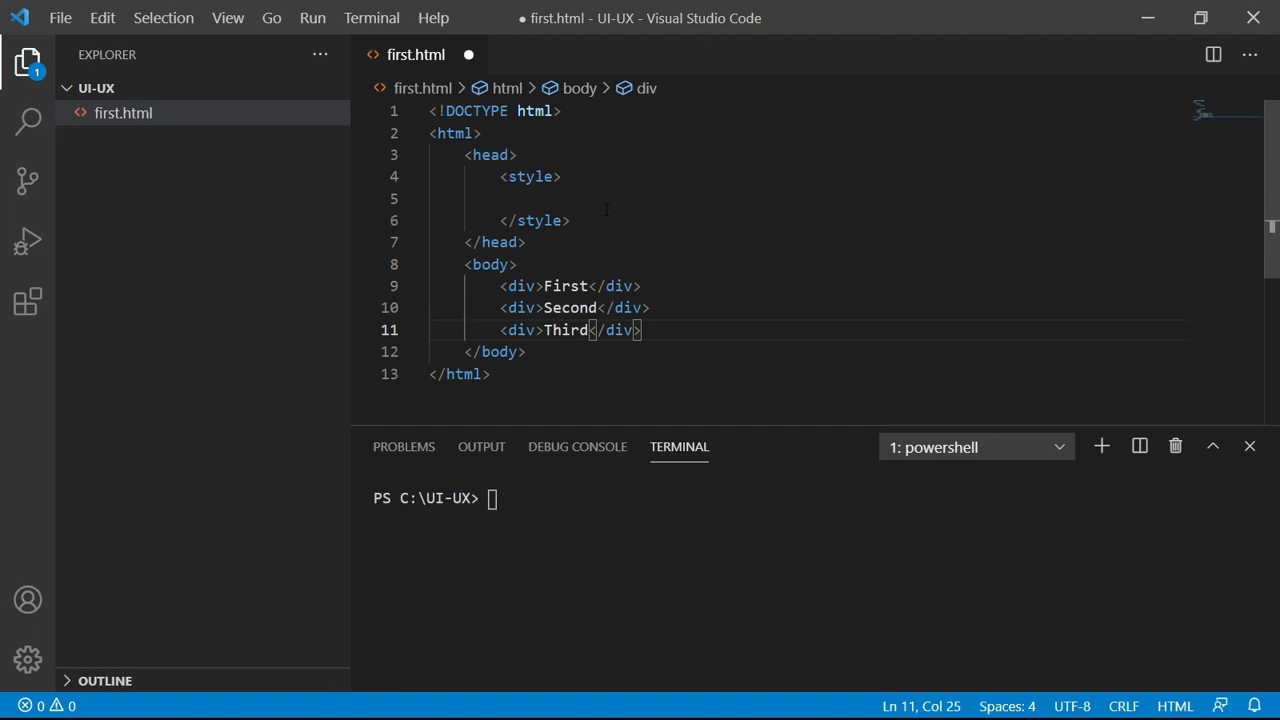 File Edit Selection View Go Run Terminal Help ● first.html - UI-UX - Visual Studio Code
EXPLORER ...
first.html ●
UI-UX
first.html > html > body > div
first.html
1 <!DOCTYPE html>
2 <html>
3 <head>
4 <style>
5
6 </style>
7 </head>
8 <body>
9 <div>First</div>
10 <div>Second</div>
11 <div>Third</div>
12 </body>
13 </html>
1
PROBLEMS OUTPUT DEBUG CONSOLE TERMINAL 1: powershell
PS C:\UI-UX>
OUTLINE
0 0 Ln 11, Col 25 Spaces: 4 UTF-8 CRLF HTML